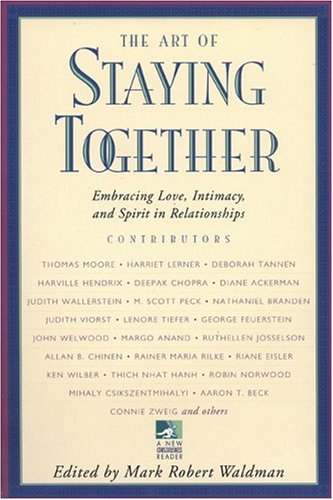 THE ART OF
STAYING
TOGETHER
Embracing Love, Intimacy,
and Spirit in Relationships
CONTRIBUTORS
THOMAS MOORE • HARRIET LERNER • DEBORAH TANNEN
HARVILLE HENDRIX • DEEPAK CHOPRA • DIANE ACKERMAN
JUDITH WALLERSTEIN • M. SCOTT PECK • NATHANIEL BRANDEN
JUDITH VIORST • LENORE TIEFER • GEORGE FEUERSTEIN
JOHN WELWOOD • MARGO ANAND • RUTHELLEN JOSSELSON
ALLAN B. CHINEN • RAINER MARIA RILKE • RIANE EISLER
KEN WILBER • THICH NHAT HANH • ROBIN NORWOOD
MIHALY CSIKSZENTMIHALYI • AARON T. BECK
CONNIE ZWEIG and others
A NEW
CONSCIOUSNESS
READER
Edited by Mark Robert Waldman